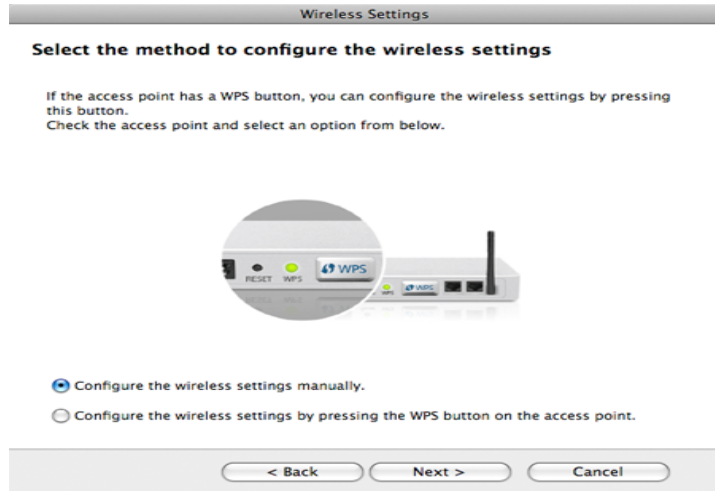 Wireless Settings
Select the method to configure the wireless settings
If the access point has a WPS button, you can configure the wireless settings by pressing
this button.
Check the access point and select an option from below.
RESET WPS WPS
WPS WPS
Configure the wireless settings manually.
Configure the wireless settings by pressing the WPS button on the access point.
< Back Next > Cancel